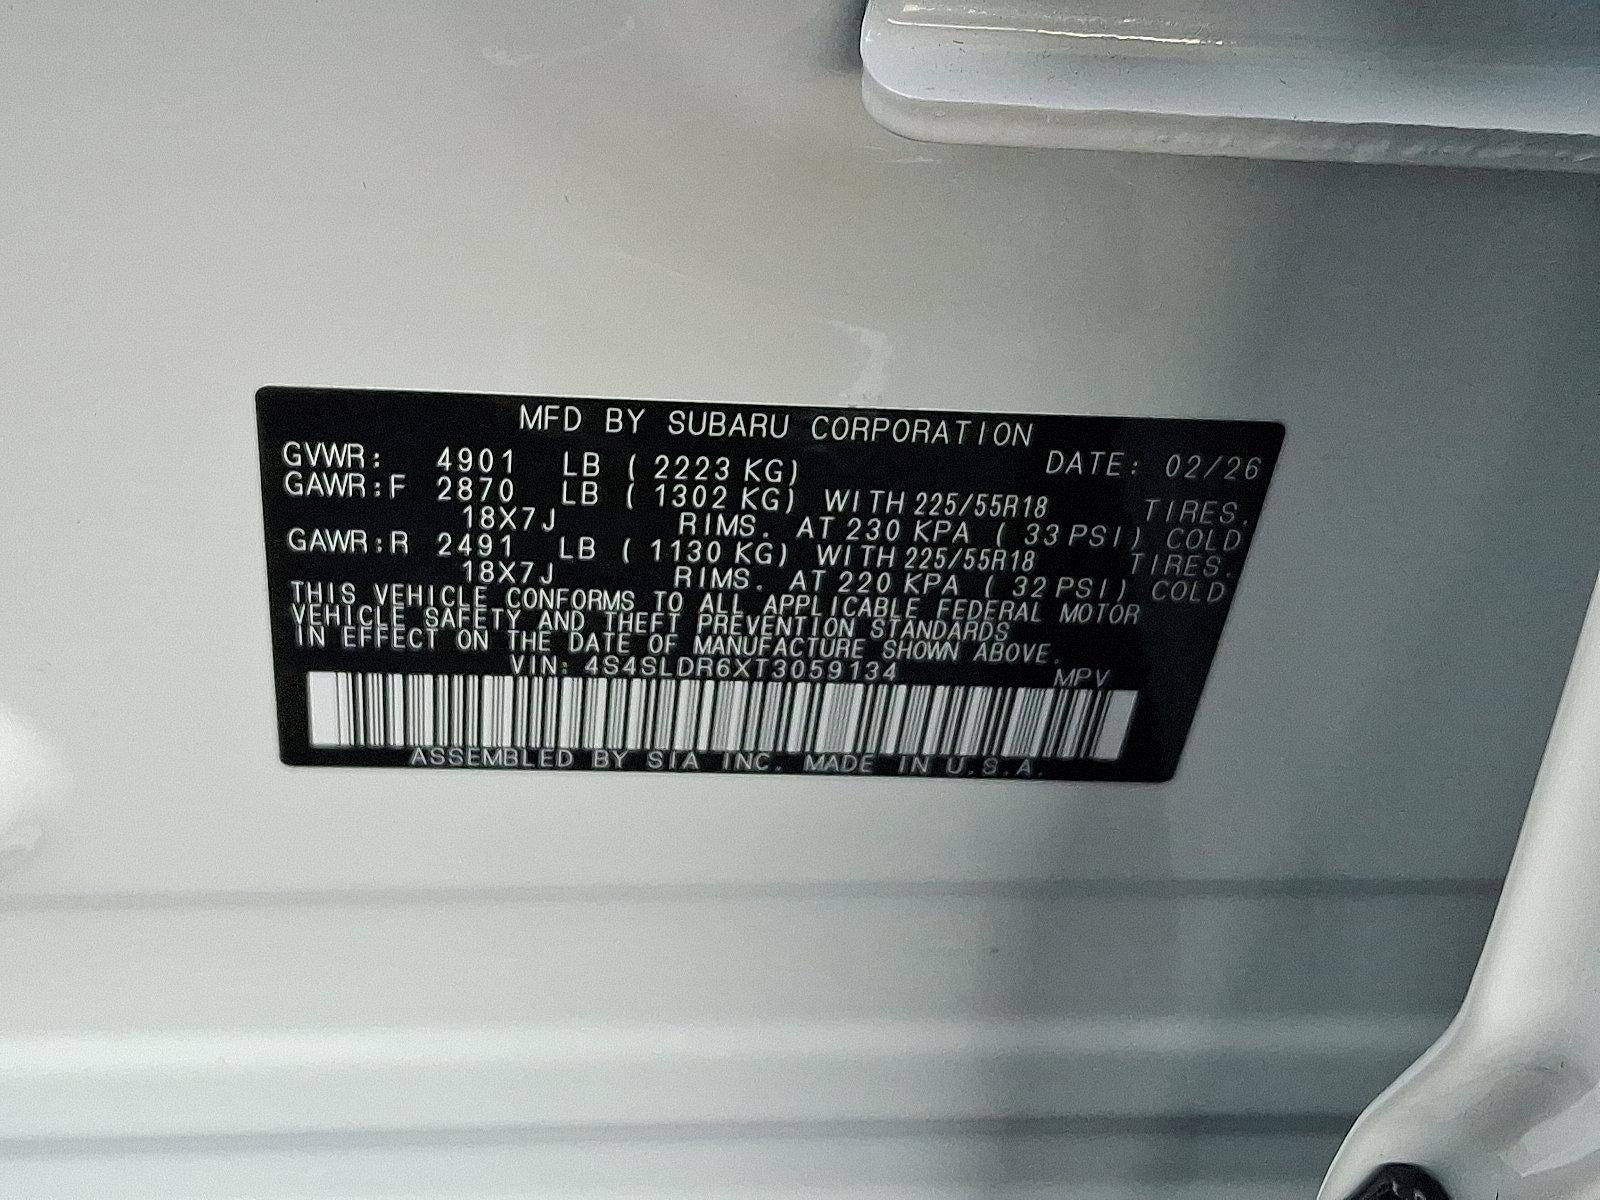 MFD BY SUBARU CORPORATION
GVWR: 4901 LB ( 2223 KG) DATE: 02/26
GAWR:F 2870 LB ( 1302 KG) WITH 225/55R18 TIRES.
18X7J RIMS. AT 230 KPA ( 33 PSI) COLD
GAWR:R 2491 LB ( 1130 KG) WITH 225/55R18 TIRES.
18X7J RIMS. AT 220 KPA ( 32 PSI) COLD
THIS VEHICLE CONFORMS TO ALL APPLICABLE FEDERAL MOTOR
VEHICLE SAFETY AND THEFT PREVENTION STANDARDS
IN EFFECT ON THE DATE OF MANUFACTURE SHOWN ABOVE.
VIN: 4S4SLDR6XT3059134 MPV
ASSEMBLED BY SIA INC. MADE IN U.S.A.